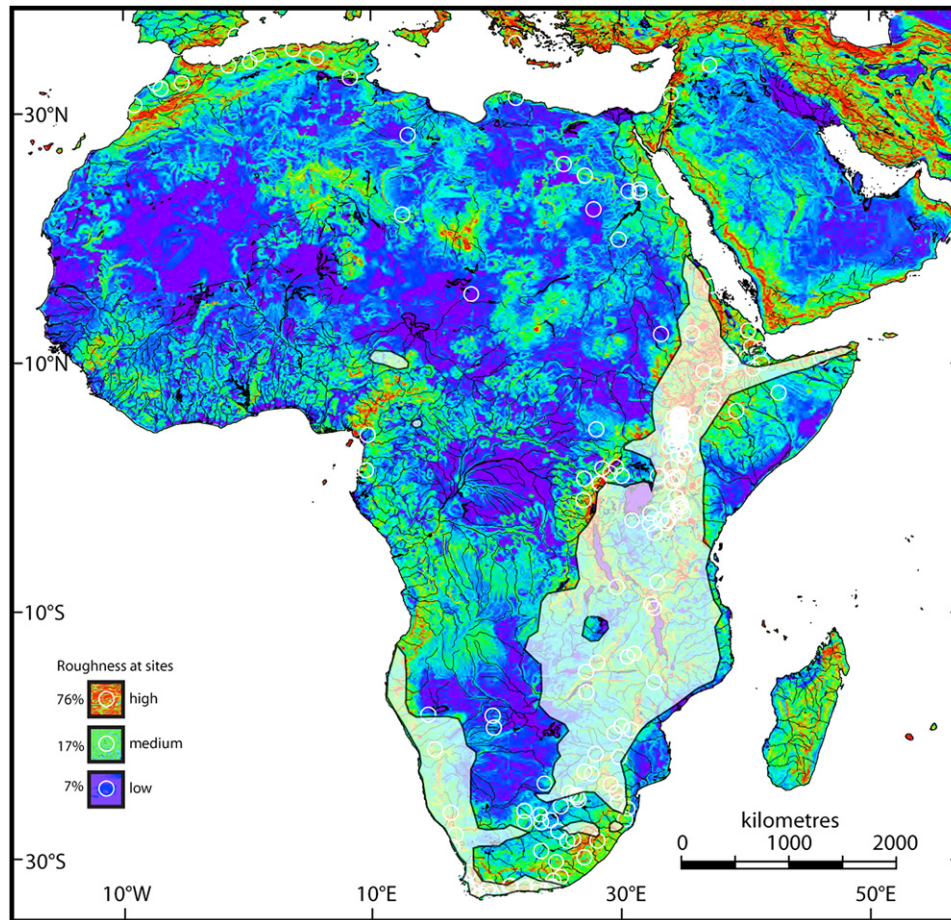 30°N
10°N
10°S
30°S
Roughness at sites
76% high
17% medium
7% low
kilometres
0 1000 2000
10°W 10°E 30°E 50°E